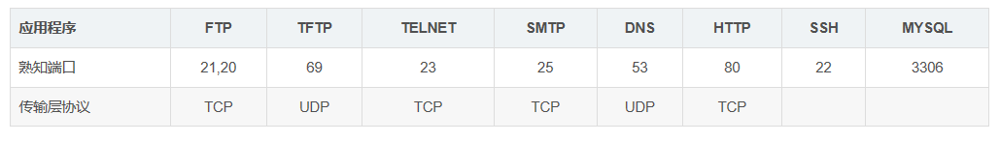 应用程序 FTP TFTP TELNET SMTP DNS HTTP SSH MYSQL
熟知端口 21,20 69 23 25 53 80 22 3306
传输层协议 TCP UDP TCP TCP UDP TCP